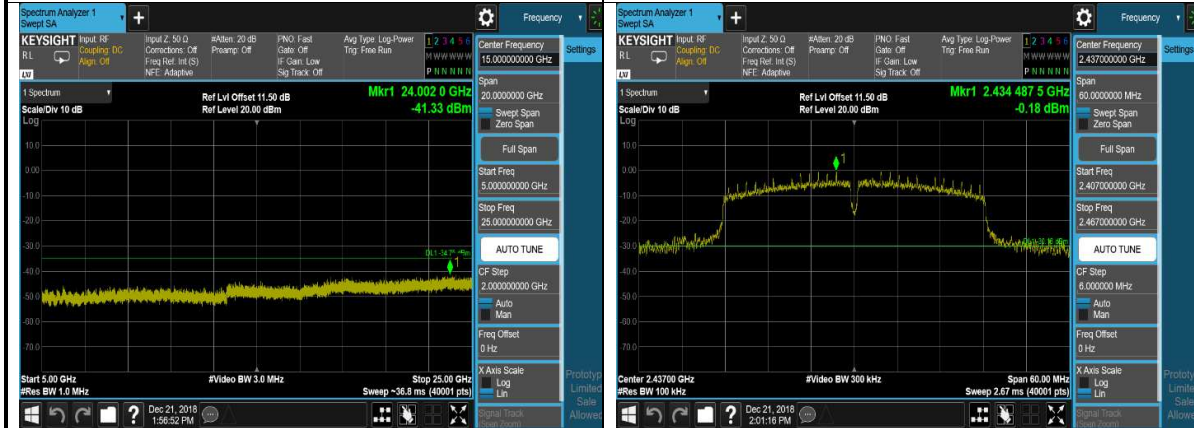 Spectrum Analyzer 1
Swept SA
+
Frequency
KEYSIGHT
Input: RF
Coupling: DC
Align: Off
Input Z: 50 Ω
Corrections: Off
Freq Ref: Int (S)
NFE: Adaptive
#Atten: 20 dB
Preamp: Off
PNO: Fast
Gate: Off
IF Gain: Low
Sig Track: Off
Avg Type: Log-Power
Trig: Free Run
1 2 3 4 5 6
M W W W W W
P N N N N N
RL
LXI
Center Frequency
15.000000000 GHz
Settings
Span
20.0000000 GHz
Swept Span
Zero Span
Full Span
Start Freq
5.000000000 GHz
Stop Freq
25.000000000 GHz
AUTO TUNE
CF Step
2.000000000 GHz
Auto
Man
Freq Offset
0 Hz
X Axis Scale
Log
Lin
Signal Track
(Span Zoom)
1 Spectrum
Scale/Div 10 dB
Log
Ref Lvl Offset 11.50 dB
Ref Level 20.00 dBm
Mkr1 24.002 0 GHz
-41.33 dBm
10.0
0.00
-10.0
-20.0
-30.0
-40.0
-50.0
-60.0
-70.0
1
Start 5.00 GHz
#Res BW 1.0 MHz
#Video BW 3.0 MHz
Stop 25.00 GHz
Sweep ~36.8 ms (40001 pts)
?
Dec 21, 2018
1:56:52 PM
Spectrum Analyzer 1
Swept SA
+
Frequency
KEYSIGHT
Input: RF
Coupling: DC
Align: Off
Input Z: 50 Ω
Corrections: Off
Freq Ref: Int (S)
NFE: Adaptive
#Atten: 20 dB
Preamp: Off
PNO: Fast
Gate: Off
IF Gain: Low
Sig Track: Off
Avg Type: Log-Power
Trig: Free Run
1 2 3 4 5 6
M W W W W W
P N N N N N
RL
LXI
Center Frequency
2.437000000 GHz
Settings
Span
60.0000000 MHz
Swept Span
Zero Span
Full Span
Start Freq
2.407000000 GHz
Stop Freq
2.467000000 GHz
AUTO TUNE
CF Step
6.000000 MHz
Auto
Man
Freq Offset
0 Hz
X Axis Scale
Log
Lin
Signal Track
(Span Zoom)
1 Spectrum
Scale/Div 10 dB
Log
Ref Lvl Offset 11.50 dB
Ref Level 20.00 dBm
Mkr1 2.434 487 5 GHz
-0.18 dBm
10.0
0.00
-10.0
-20.0
-30.0
-40.0
-50.0
-60.0
-70.0
1
Center 2.43700 GHz
#Res BW 100 kHz
#Video BW 300 kHz
Span 60.00 MHz
Sweep 2.67 ms (40001 pts)
?
Dec 21, 2018
2:01:16 PM